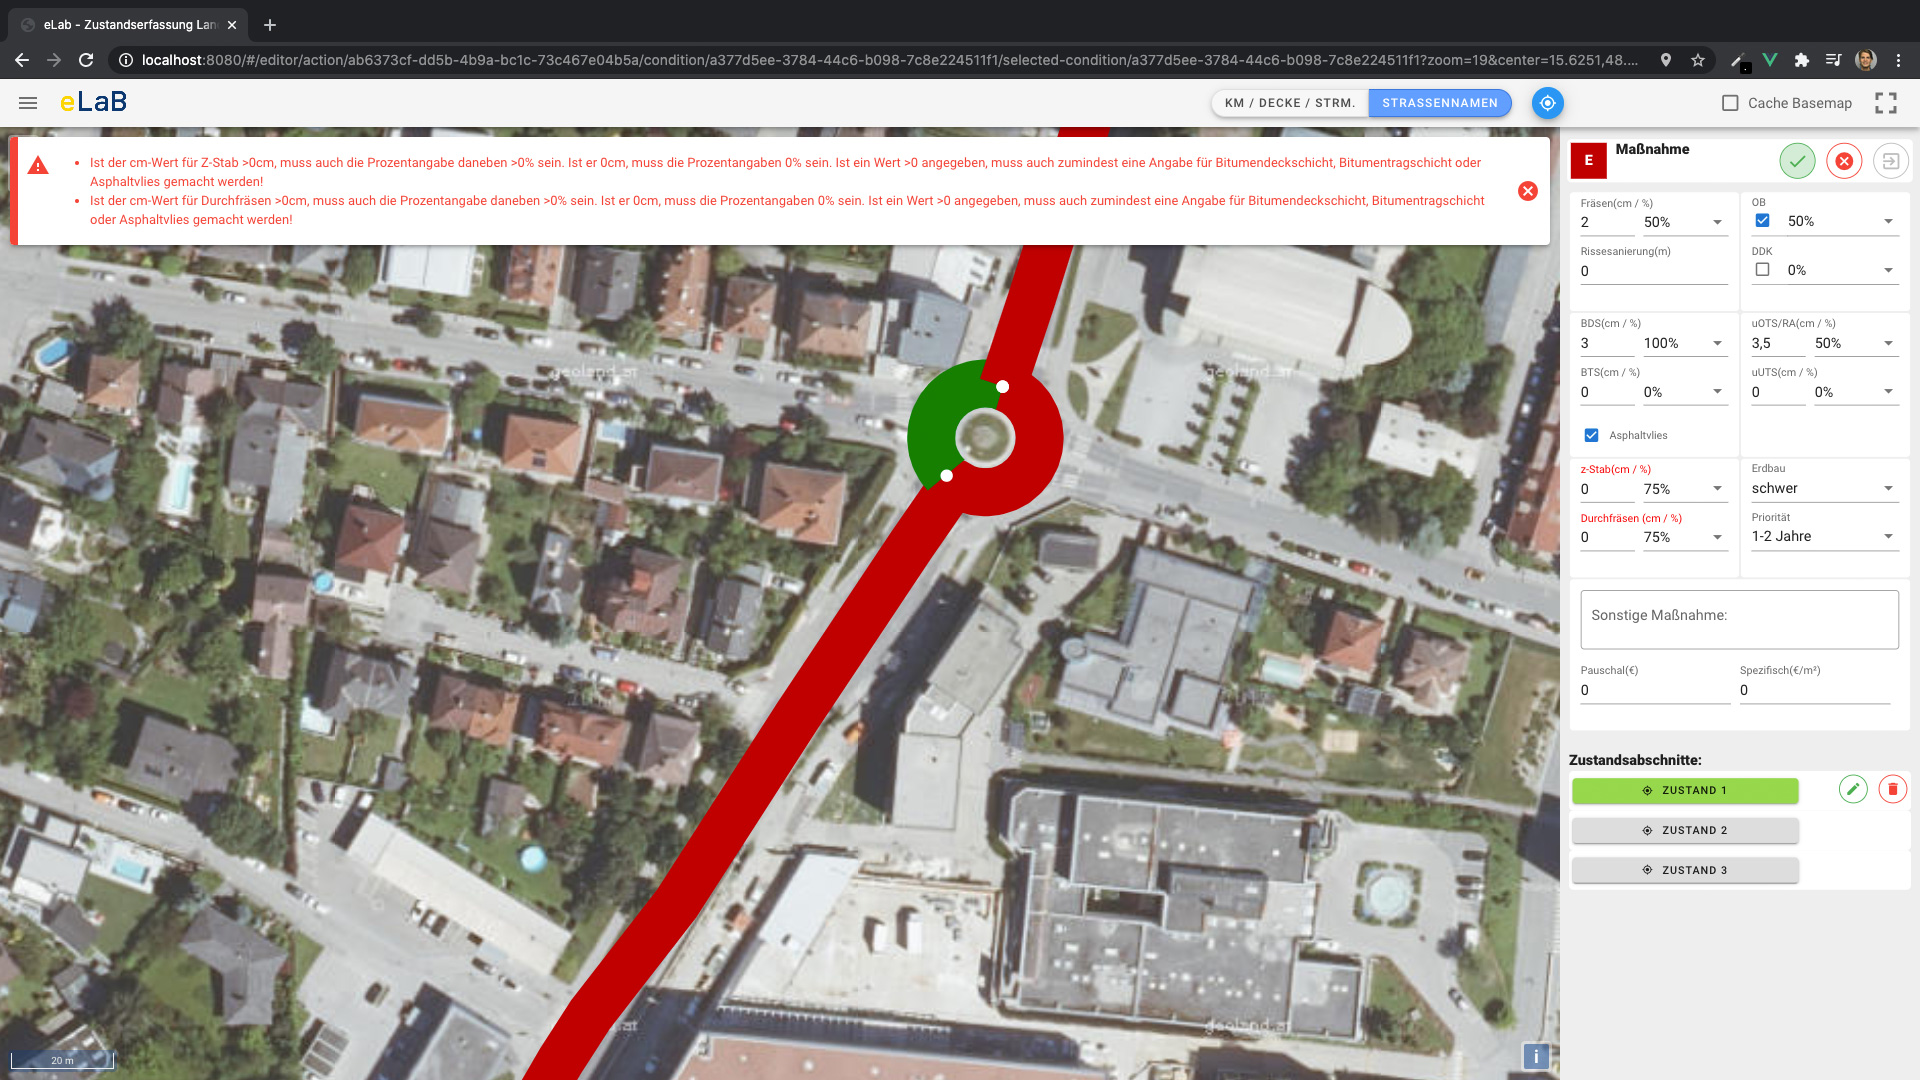 eLab - Zustandserfassung Lan
localhost:8080/#/editor/action/ab6373cf-dd5b-4b9a-bc1c-73c467e04b5a/condition/a377d5ee-3784-44c6-b098-7c8e224511f1/selected-condition/a377d5ee-3784-44c6-b098-7c8e224511f1?zoom=19&center=15.6251,48....
eLaB
KM / DECKE / STRM.
STRASSENNAMEN
Cache Basemap
Ist der cm-Wert für Z-Stab >0cm, muss auch die Prozentangabe daneben >0% sein. Ist er 0cm, muss die Prozentangaben 0% sein. Ist ein Wert >0 angegeben, muss auch zumindest eine Angabe für Bitumendeckschicht, Bitumentragschicht oder
Asphaltvlies gemacht werden!
Ist der cm-Wert für Durchfräsen >0cm, muss auch die Prozentangabe daneben >0% sein. Ist er 0cm, muss die Prozentangaben 0% sein. Ist ein Wert >0 angegeben, muss auch zumindest eine Angabe für Bitumendeckschicht, Bitumentragschicht
oder Asphaltvlies gemacht werden!
geoland_at
geoland_at
geoland_at
20 m
i
E
Maßnahme
Fräsen(cm / %)
2 50%
OB
50%
Rissesanierung(m)
0
DDK
0%
BDS(cm / %)
3 100%
uOTS/RA(cm / %)
3,5 50%
BTS(cm / %)
0 0%
uUTS(cm / %)
0 0%
Asphaltvlies
z-Stab(cm / %)
0 75%
Erdbau
schwer
Durchfräsen (cm / %)
0 75%
Priorität
1-2 Jahre
Sonstige Maßnahme:
Pauschal(€)
0
Spezifisch(€/m²)
0
Zustandsabschnitte:
ZUSTAND 1
ZUSTAND 2
ZUSTAND 3